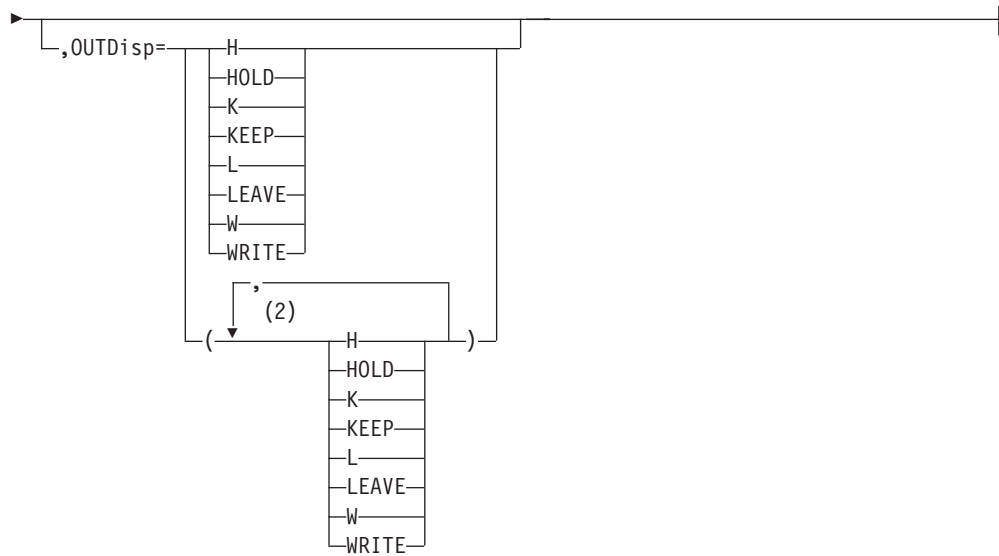 ,OUTDisp=
H
HOLD
K
KEEP
L
LEAVE
W
WRITE
,
(2)
( H )
HOLD
K
KEEP
L
LEAVE
W
WRITE